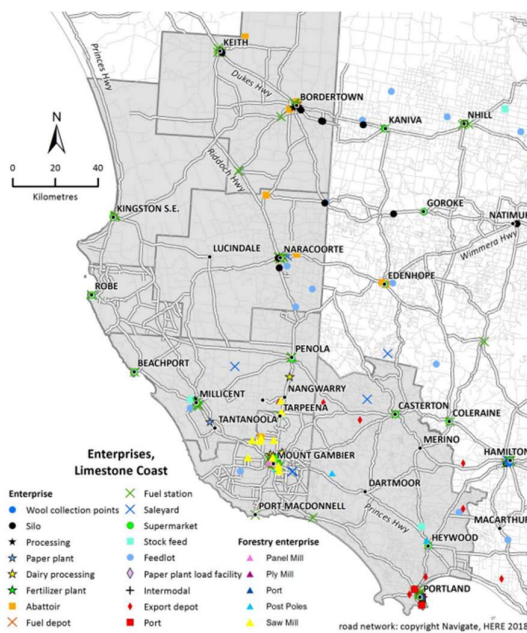 Princes Hwy
KEITH
Dukes Hwy
BORDERTOWN
NHILL
KANIVA
N
0 20 40
Kilometres
Riddoch Hwy
KINGSTON S.E.
GOROKE
NATIMUK
Wimmera Hwy
LUCINDALE
NARACOORTE
EDENHOPE
ROBE
PENOLA
BEACHPORT
NANGWARRY
MILLICENT
TARPEENA
CASTERTON
TANTANOOLA
COLERAINE
MERINO
MOUNT GAMBIER
HAMILTON
DARTMOOR
PORT MACDONNELL
Princes Hwy
MACARTHUR
HEYWOOD
PORTLAND
Enterprises,
Limestone Coast
Enterprise
Wool collection points
Silo
Processing
Paper plant
Dairy processing
Fertilizer plant
Abattoir
Fuel depot
Fuel station
Saleyard
Supermarket
Stock feed
Feedlot
Paper plant load facility
Intermodal
Export depot
Port
Forestry enterprise
Panel Mill
Ply Mill
Port
Post Poles
Saw Mill
road network: copyright Navigate, HERE 2018